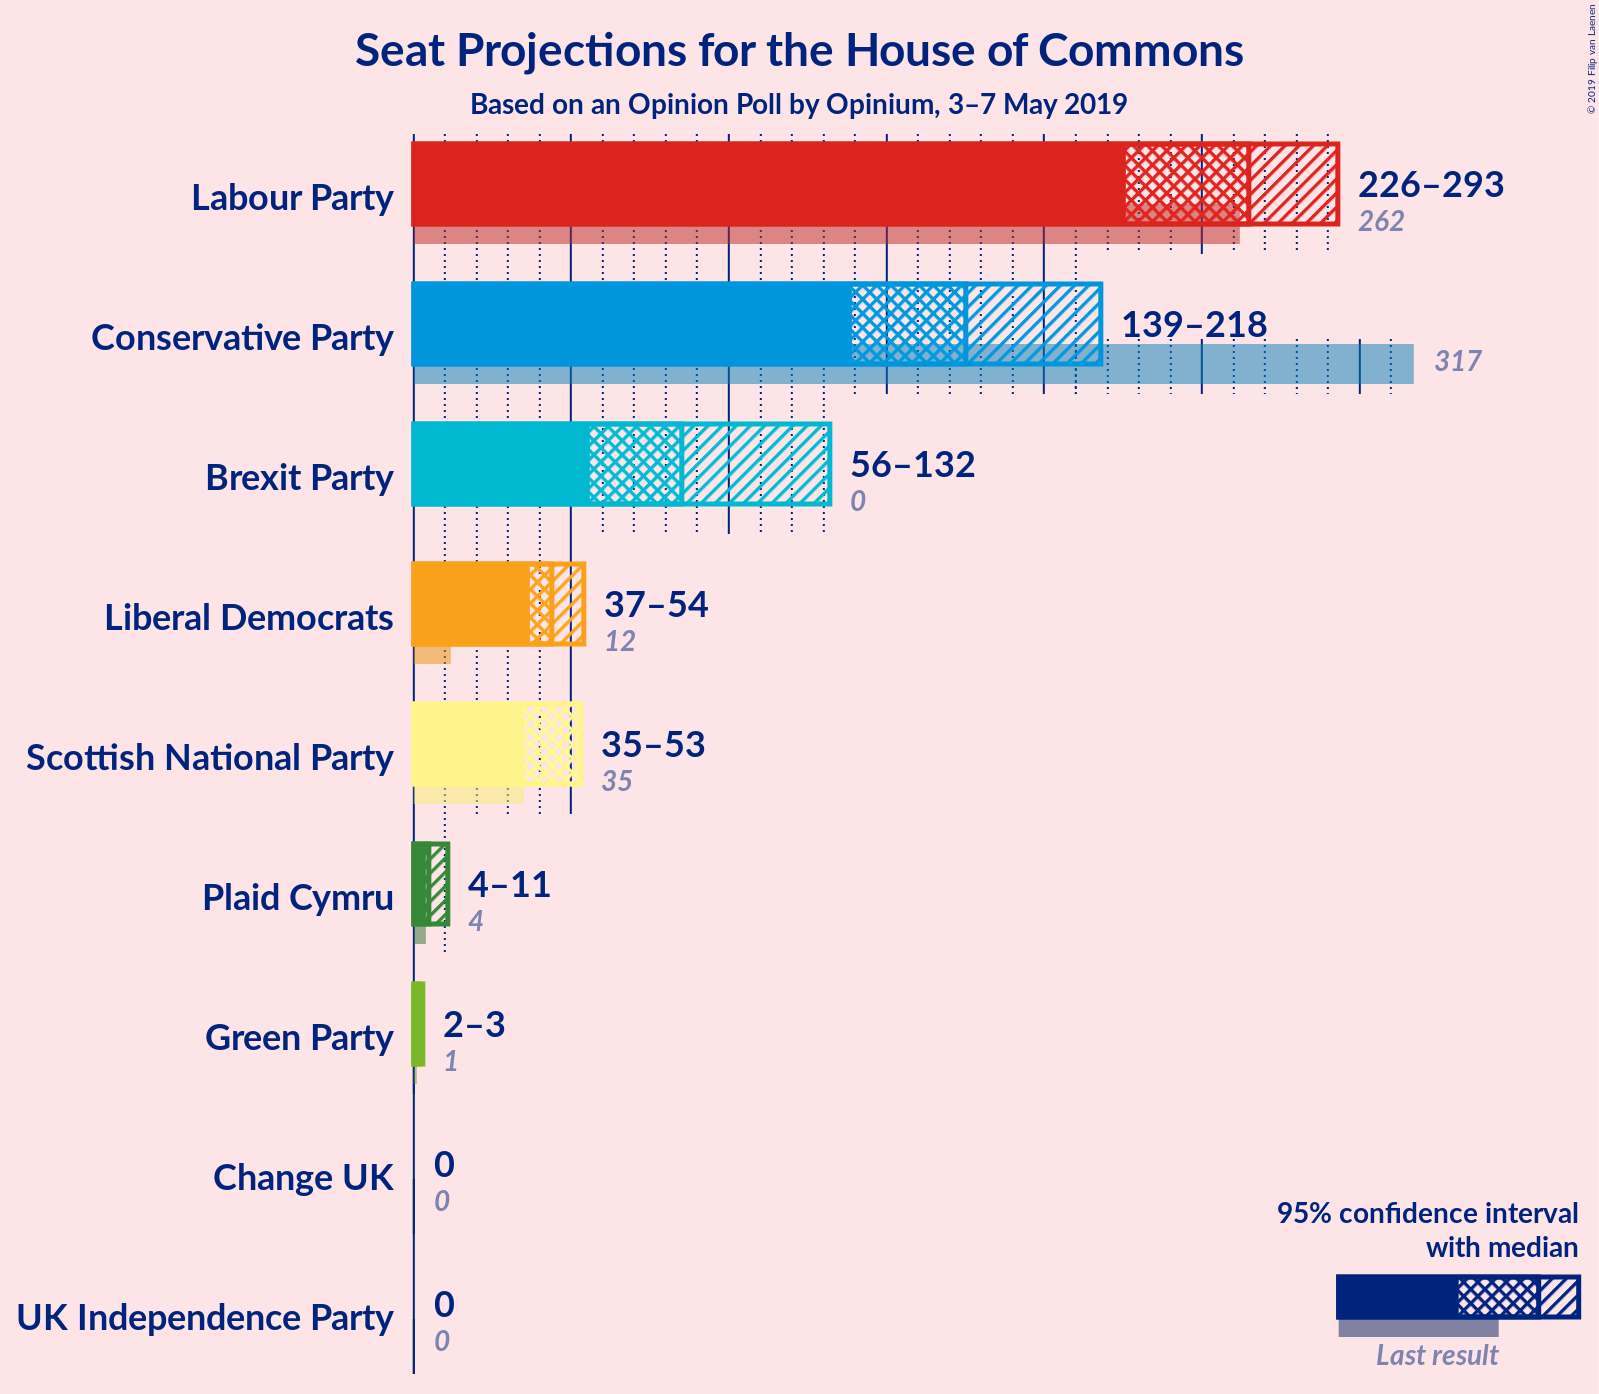 Seat Projections for the House of Commons
Based on an Opinion Poll by Opinium, 3–7 May 2019
© 2019 Filip van Laenen
Labour Party
226–293
262
Conservative Party
139–218
317
Brexit Party
56–132
0
Liberal Democrats
37–54
12
Scottish National Party
35–53
35
Plaid Cymru
4–11
4
Green Party
2–3
1
Change UK
0
0
UK Independence Party
0
0
95% confidence interval
with median
Last result